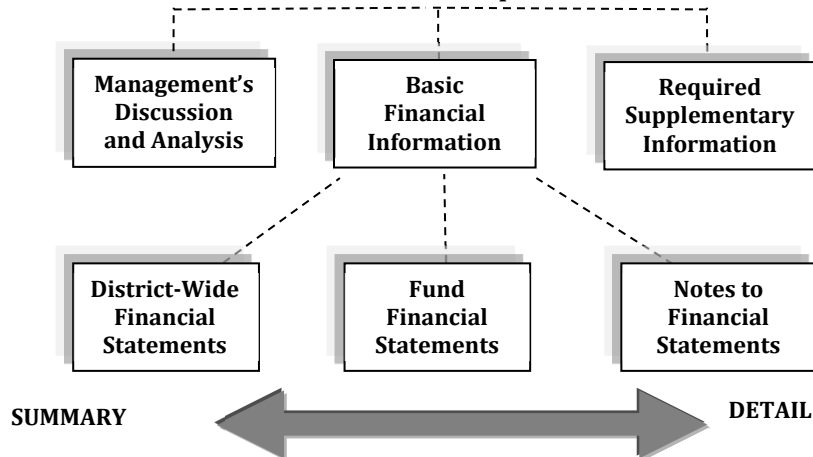 Management's
Discussion
and Analysis
Basic
Financial
Information
Required
Supplementary
Information
District-Wide
Financial
Statements
Fund
Financial
Statements
Notes to
Financial
Statements
SUMMARY
DETAIL